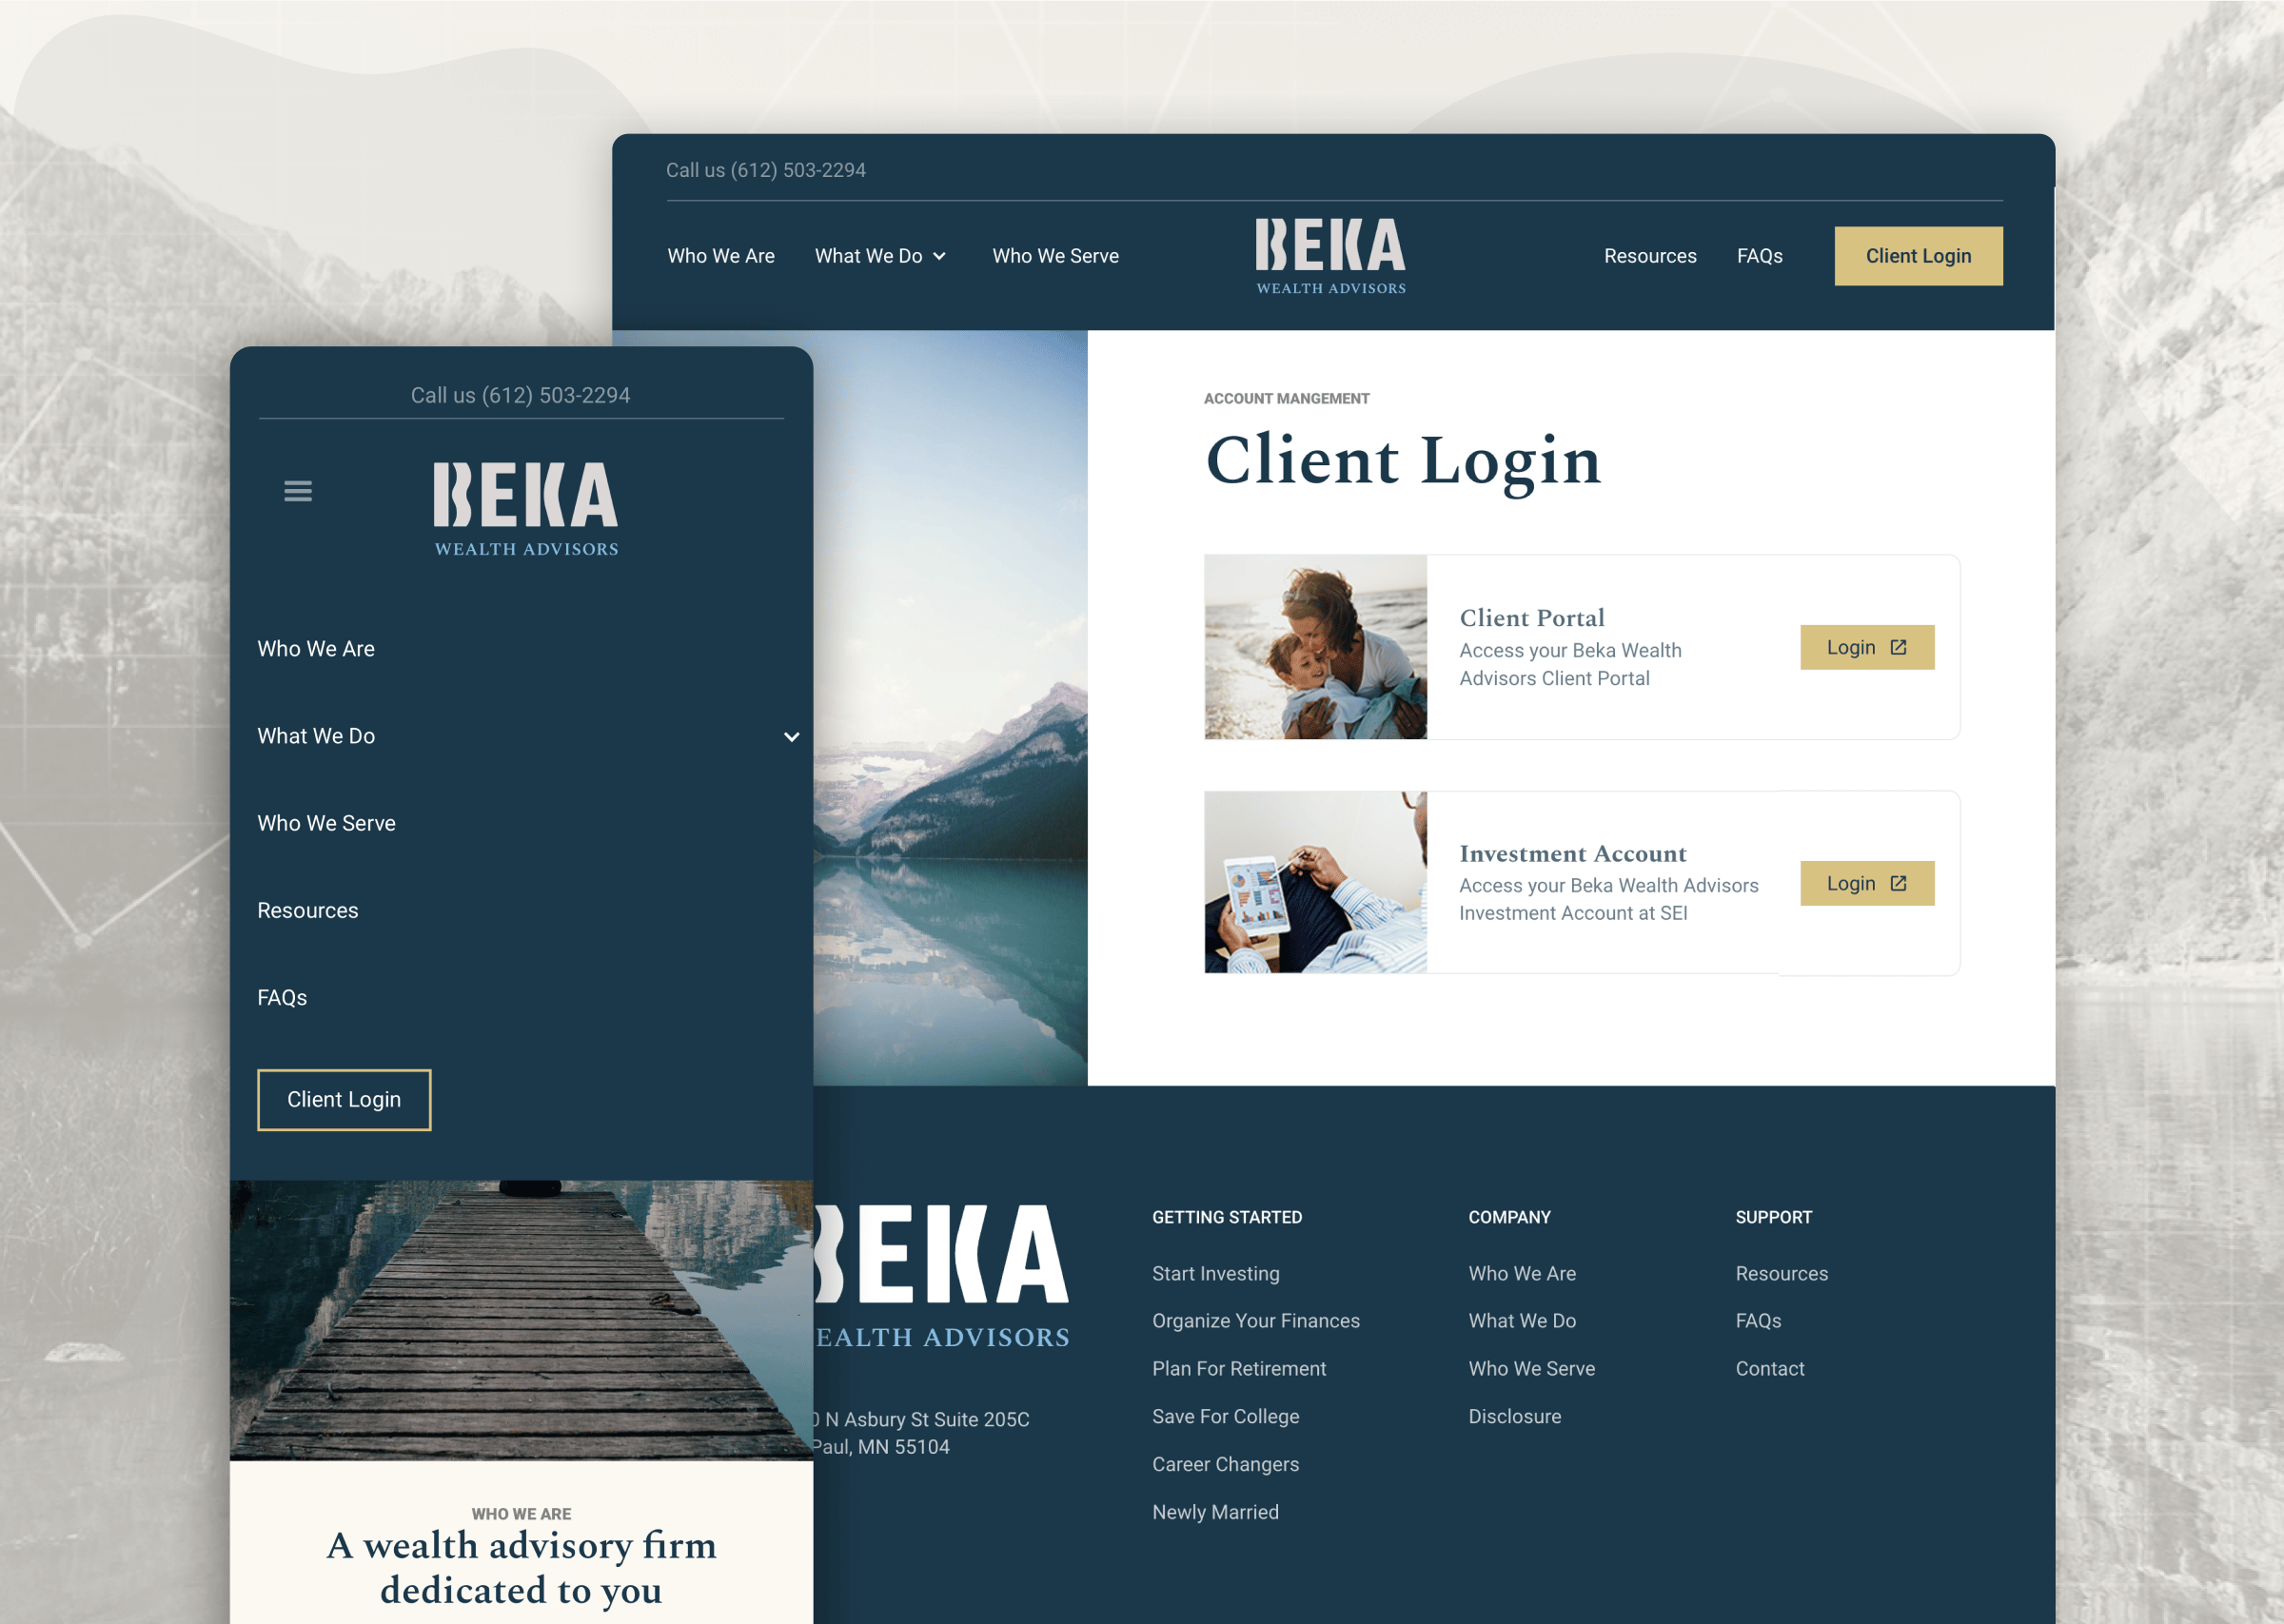 Call us (612) 503-2294
Who We Are
What We Do
Who We Serve
BEKA
WEALTH ADVISORS
Resources
FAQs
Client Login
ACCOUNT MANGEMENT
Client Login
Client Portal
Access your Beka Wealth
Advisors Client Portal
Login
Investment Account
Access your Beka Wealth Advisors
Investment Account at SEI
Login
BEKA
EALTH ADVISORS
N Asbury St Suite 205C
Paul, MN 55104
GETTING STARTED
Start Investing
Organize Your Finances
Plan For Retirement
Save For College
Career Changers
Newly Married
COMPANY
Who We Are
What We Do
Who We Serve
Disclosure
SUPPORT
Resources
FAQs
Contact
Call us (612) 503-2294
BEKA
WEALTH ADVISORS
Who We Are
What We Do
Who We Serve
Resources
FAQs
Client Login
WHO WE ARE
A wealth advisory firm
dedicated to you